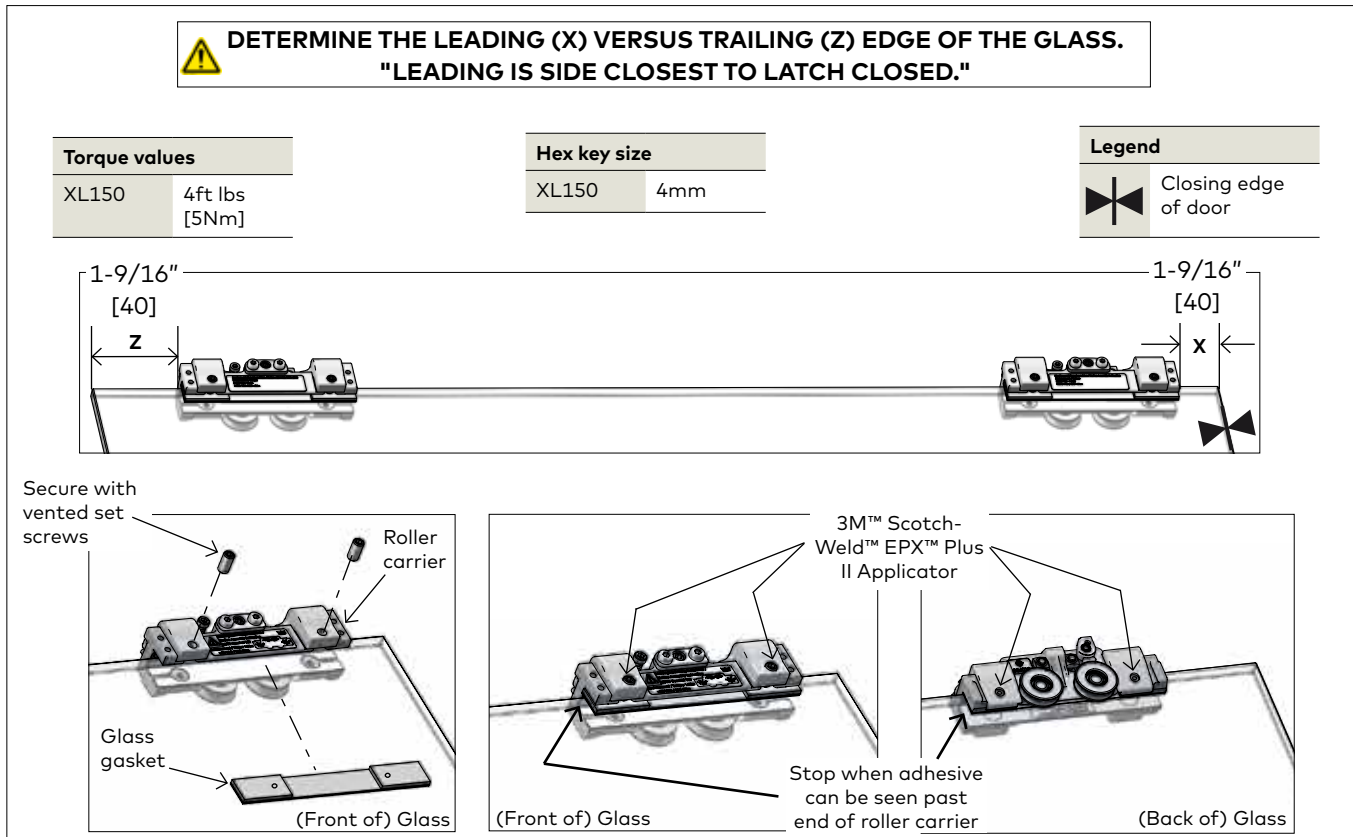 DETERMINE THE LEADING (X) VERSUS TRAILING (Z) EDGE OF THE GLASS.
"LEADING IS SIDE CLOSEST TO LATCH CLOSED."
Torque values
XL150 4ft lbs
[5Nm]
Hex key size
XL150 4mm
Legend
Closing edge
of door
1-9/16"
[40]
Z
1-9/16"
[40]
X
Secure with
vented set
screws
Roller
carrier
Glass
gasket
(Front of) Glass
3M™ Scotch-
Weld™ EPX™ Plus
II Applicator
Stop when adhesive
can be seen past
end of roller carrier
(Front of) Glass
(Back of) Glass